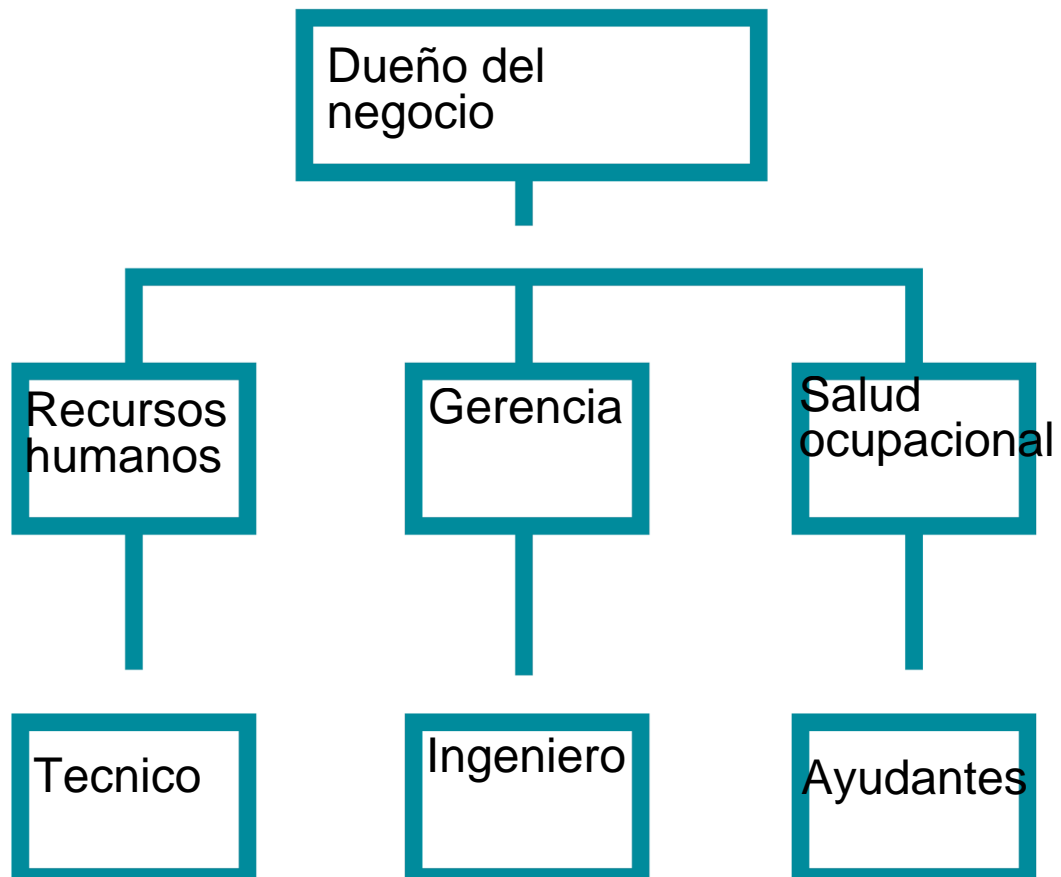 Dueño del
negocio
Recursos
humanos
Gerencia
Salud
ocupacional
Tecnico
Ingeniero
Ayudantes